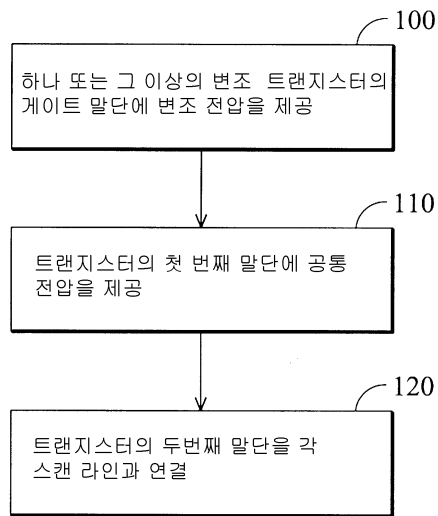 100
하나 또는 그 이상의 변조 트랜지스터의
게이트 말단에 변조 전압을 제공
110
트랜지스터의 첫 번째 말단에 공통
전압을 제공
120
트랜지스터의 두번째 말단을 각
스캔 라인과 연결